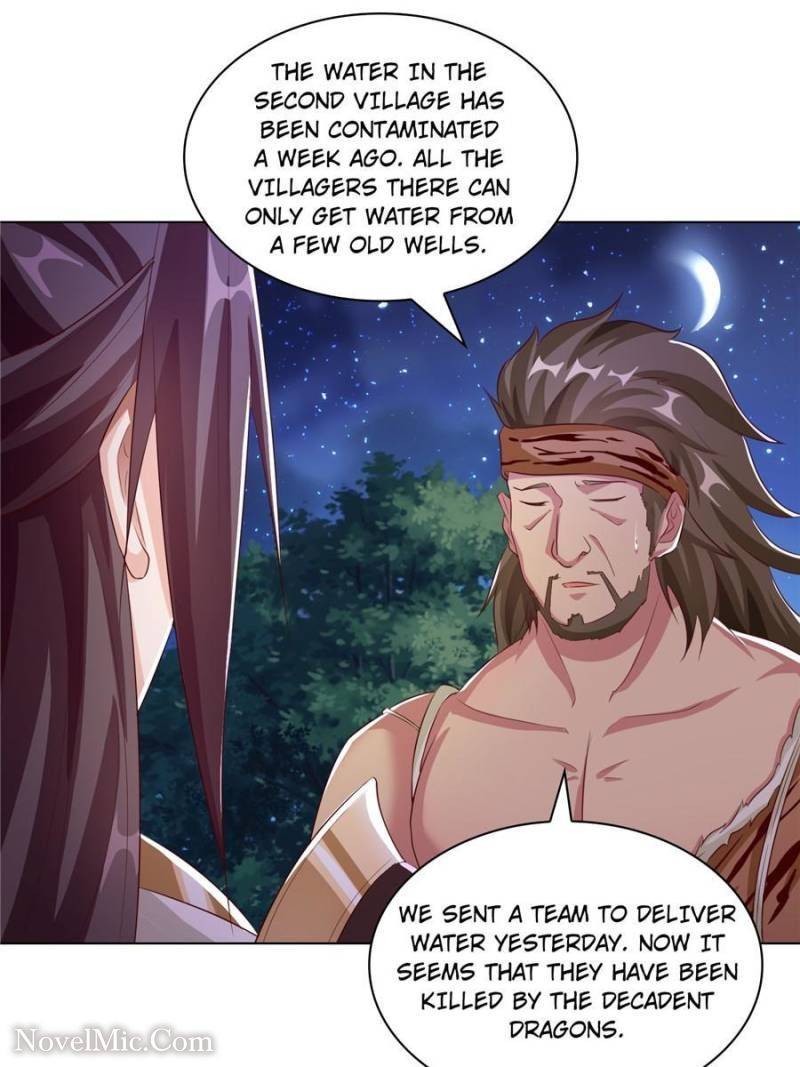 THE WATER IN THE
SECOND VILLAGE HAS
BEEN CONTAMINATED
A WEEK AGO. ALL THE
VILLAGERS THERE CAN
ONLY GET WATER FROM
A FEW OLD WELLS.
WE SENT A TEAM TO DELIVER
WATER YESTERDAY. NOW IT
SEEMS THAT THEY HAVE BEEN
KILLED BY THE DECADENT
DRAGONS.
NovelMic.Com